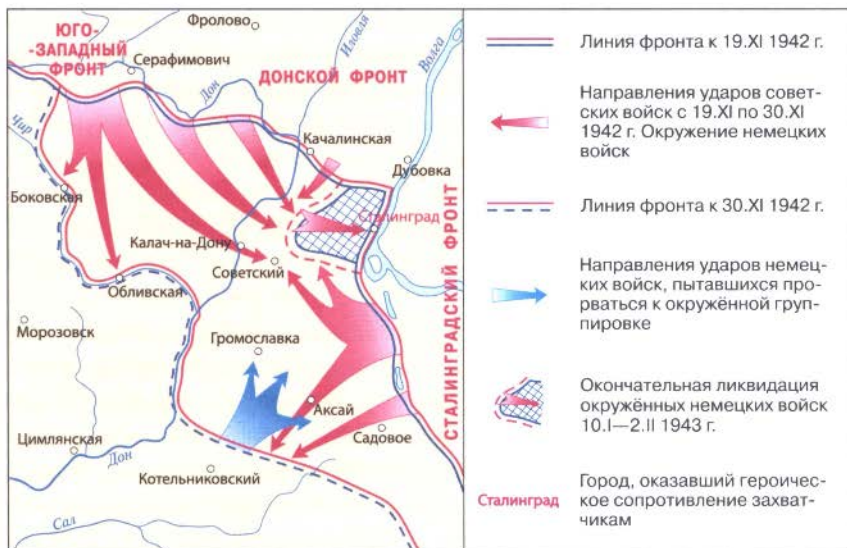 ЮГО-
-ЗАПАДНЫЙ
ФРОНТ
Фролово
Серафимович
Иловля
Волга
ДОНСКОЙ ФРОНТ
Дон
Чир
Качалинская
Дубовка
Боковская
Сталинград
Калач-на-Дону
Советский
Обливская
СТАЛИНГРАДСКИЙ ФРОНТ
Морозовск
Громославка
Аксай
Садовое
Цимлянская
Дон
Котельниковский
Сал
Линия фронта к 19.XI 1942 г.
Направления ударов совет-
ских войск с 19.XI по 30.XI
1942 г. Окружение немецких
войск
Линия фронта к 30.XI 1942 г.
Направления ударов немец-
ких войск, пытавшихся про-
рваться к окружённой груп-
пировке
Окончательная ликвидация
окружённых немецких войск
10.I—2.II 1943 г.
Сталинград
Город, оказавший героичес-
кое сопротивление захват-
чикам